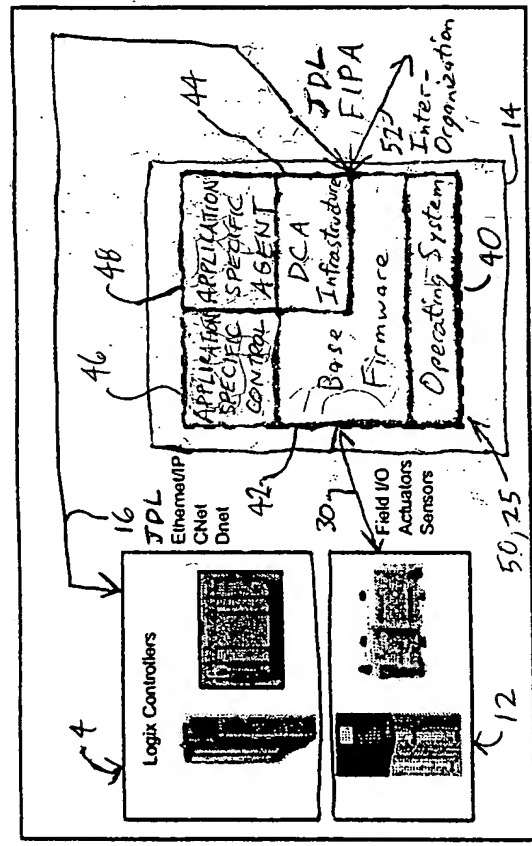 4
Logix Controllers
16
JDL
Ethernet/IP
CNet
Dnet
12
30
Field I/O
Actuators
Sensors
46
48
44
APPLICATION
SPECIFIC
CONTROL
APPLICATION
SPECIFIC
AGENT
DCA
Infrastructure
Base
Firmware
Operating System
42
50, 25
40
14
JDL
FIPA
52
Inter-
Organization